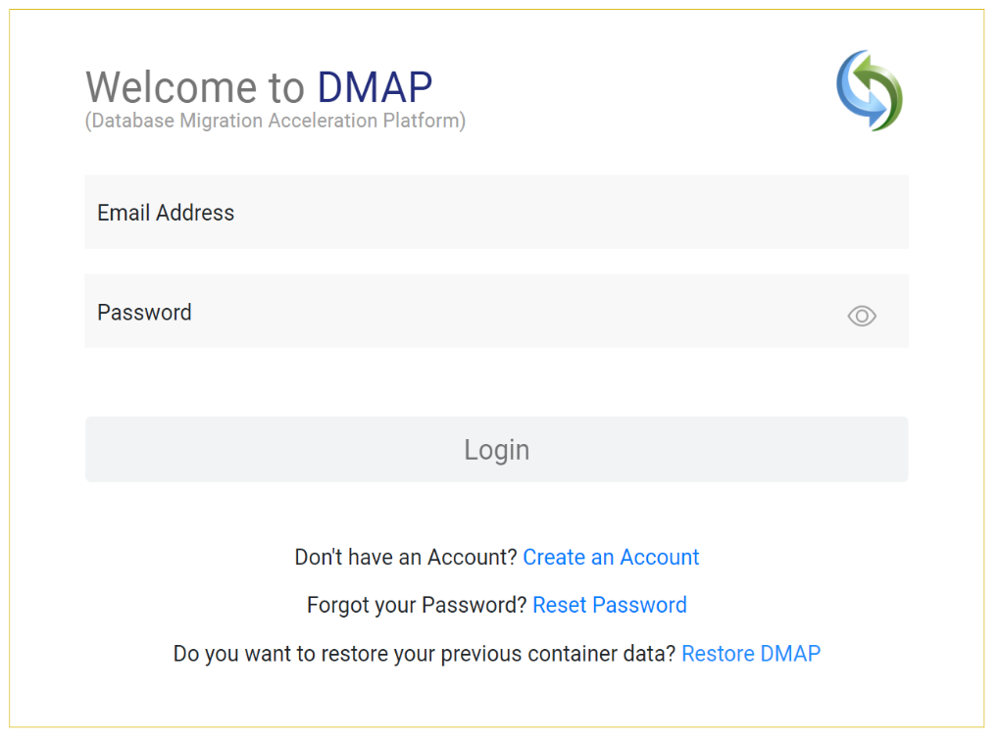 Welcome to DMAP
(Database Migration Acceleration Platform)
Email Address
Password
Login
Don't have an Account? Create an Account
Forgot your Password? Reset Password
Do you want to restore your previous container data? Restore DMAP